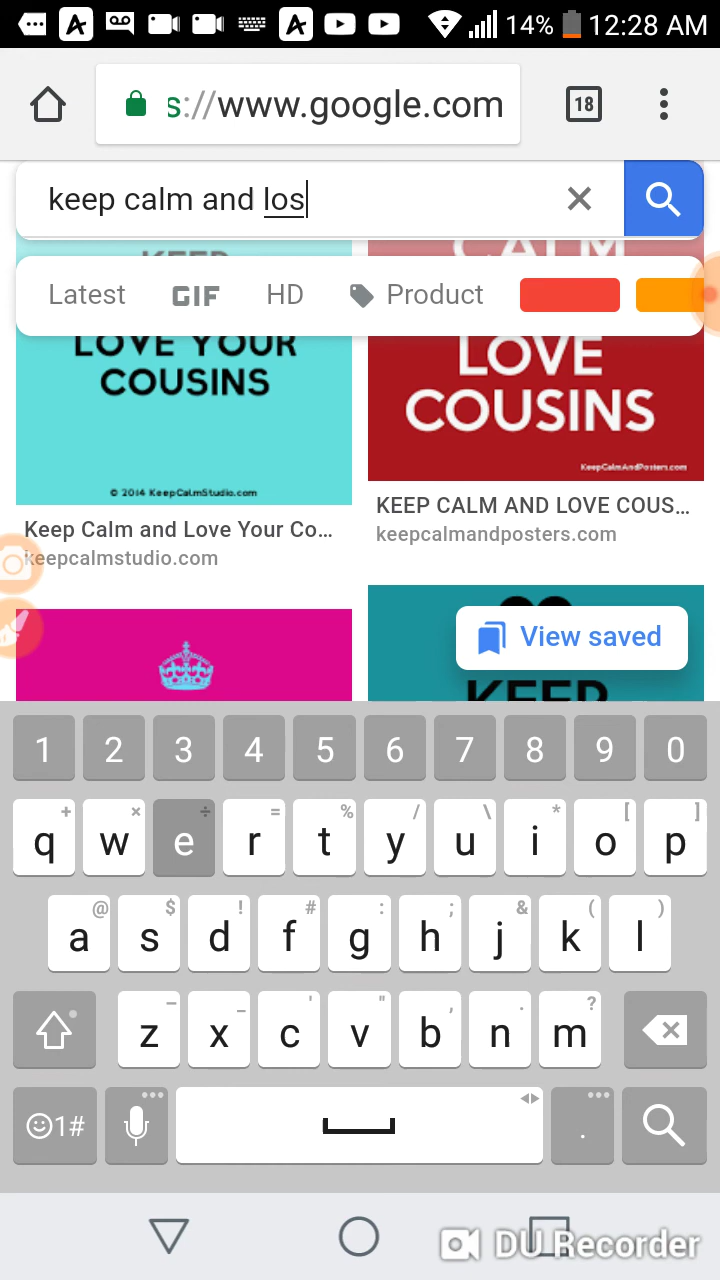 14% 12:28 AM
s://www.google.com
18
keep calm and los
Latest GIF HD Product
KEEP
CALM
LOVE YOUR
COUSINS
© 2014 KeepCalmStudio.com
LOVE
COUSINS
KeepCalmAndPosters.com
Keep Calm and Love Your Co...
keepcalmstudio.com
KEEP CALM AND LOVE COUS...
keepcalmandposters.com
View saved
KEEP
1 2 3 4 5 6 7 8 9 0
+ × ÷ = % / \ * [ ]
q w e r t y u i o p
@ $ ! # : ; & ( )
a s d f g h j k l
– _ ' " , . ?
z x c v b n m
1# .
DU Recorder